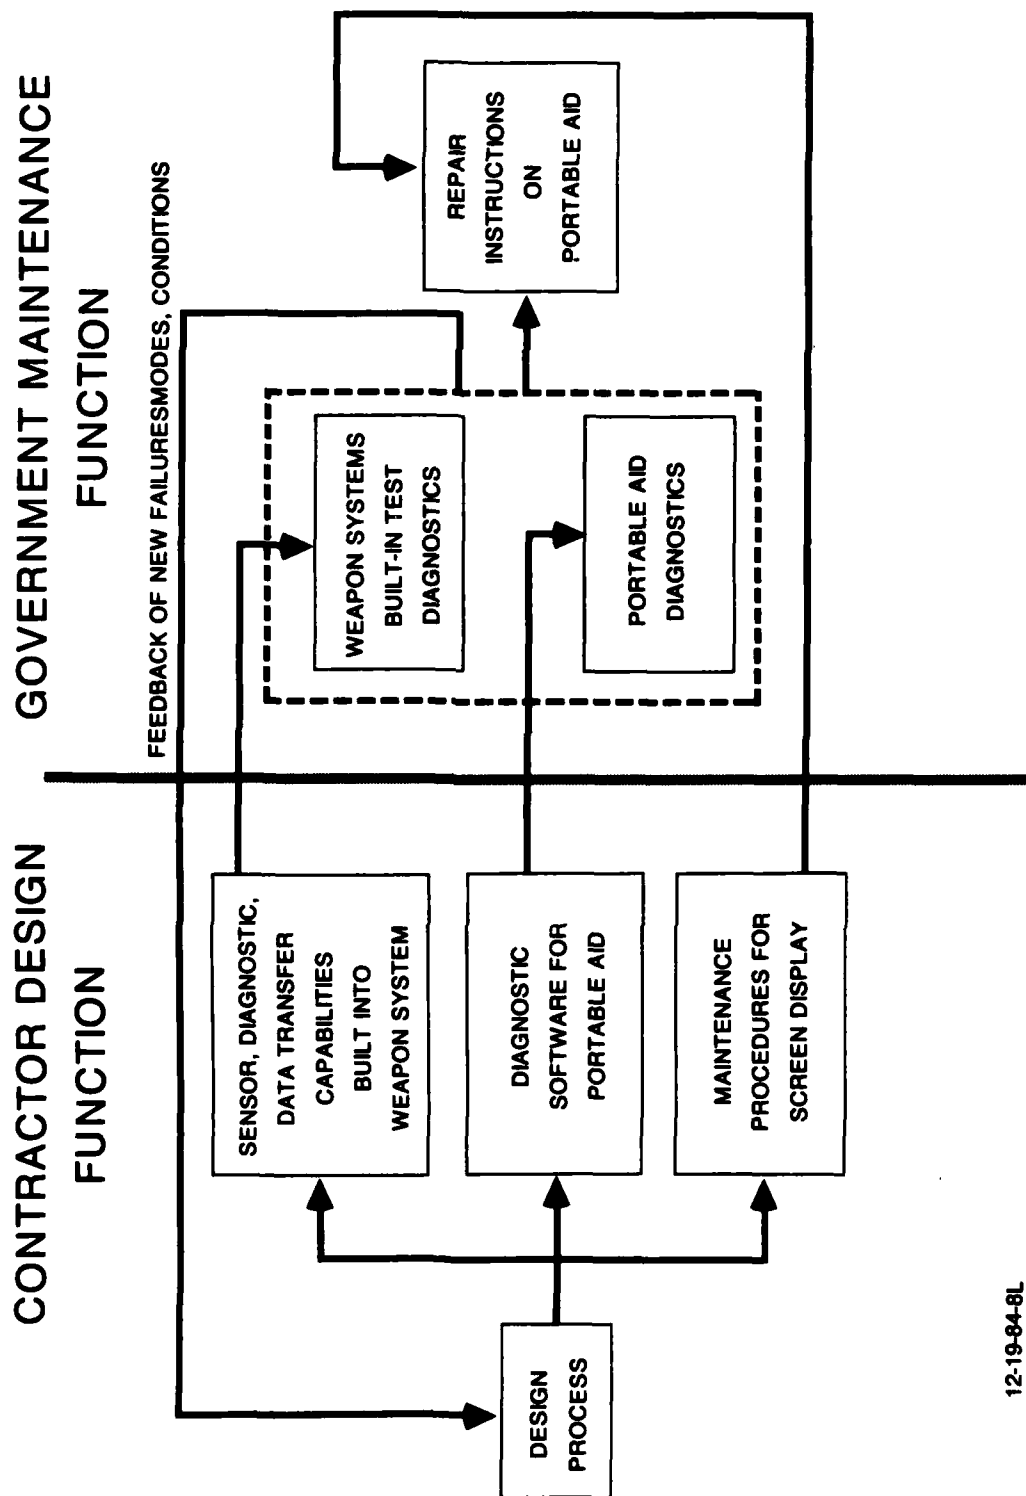 CONTRACTOR DESIGN
FUNCTION
GOVERNMENT MAINTENANCE
FUNCTION
FEEDBACK OF NEW FAILURESMODES, CONDITIONS
DESIGN
PROCESS
SENSOR, DIAGNOSTIC,
DATA TRANSFER
CAPABILITIES
BUILT INTO
WEAPON SYSTEM
DIAGNOSTIC
SOFTWARE FOR
PORTABLE AID
MAINTENANCE
PROCEDURES FOR
SCREEN DISPLAY
WEAPON SYSTEMS
BUILT-IN TEST
DIAGNOSTICS
PORTABLE AID
DIAGNOSTICS
REPAIR
INSTRUCTIONS
ON
PORTABLE AID
12-19-84-8L